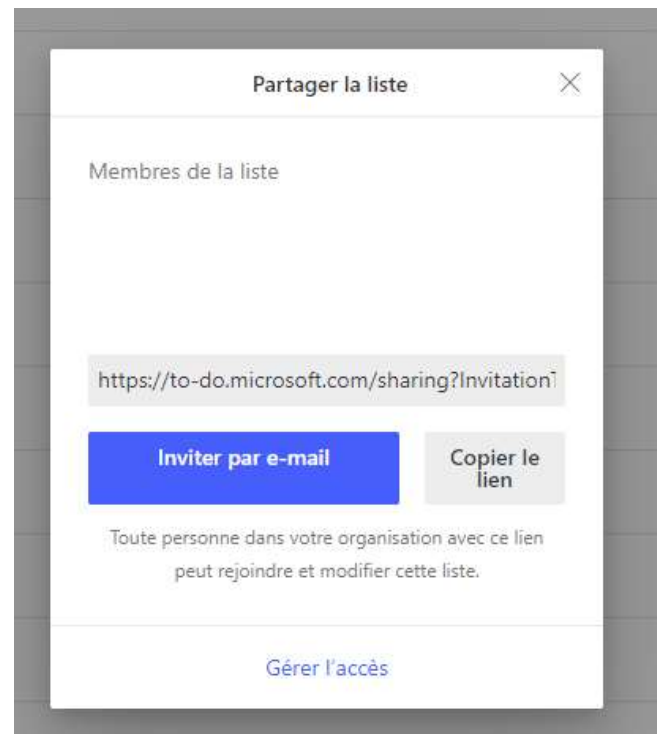 Partager la liste
Membres de la liste
https://to-do.microsoft.com/sharing?Invitation
Inviter par e-mail
Copier le
lien
Toute personne dans votre organisation avec ce lien
peut rejoindre et modifier cette liste.
Gérer l'accès